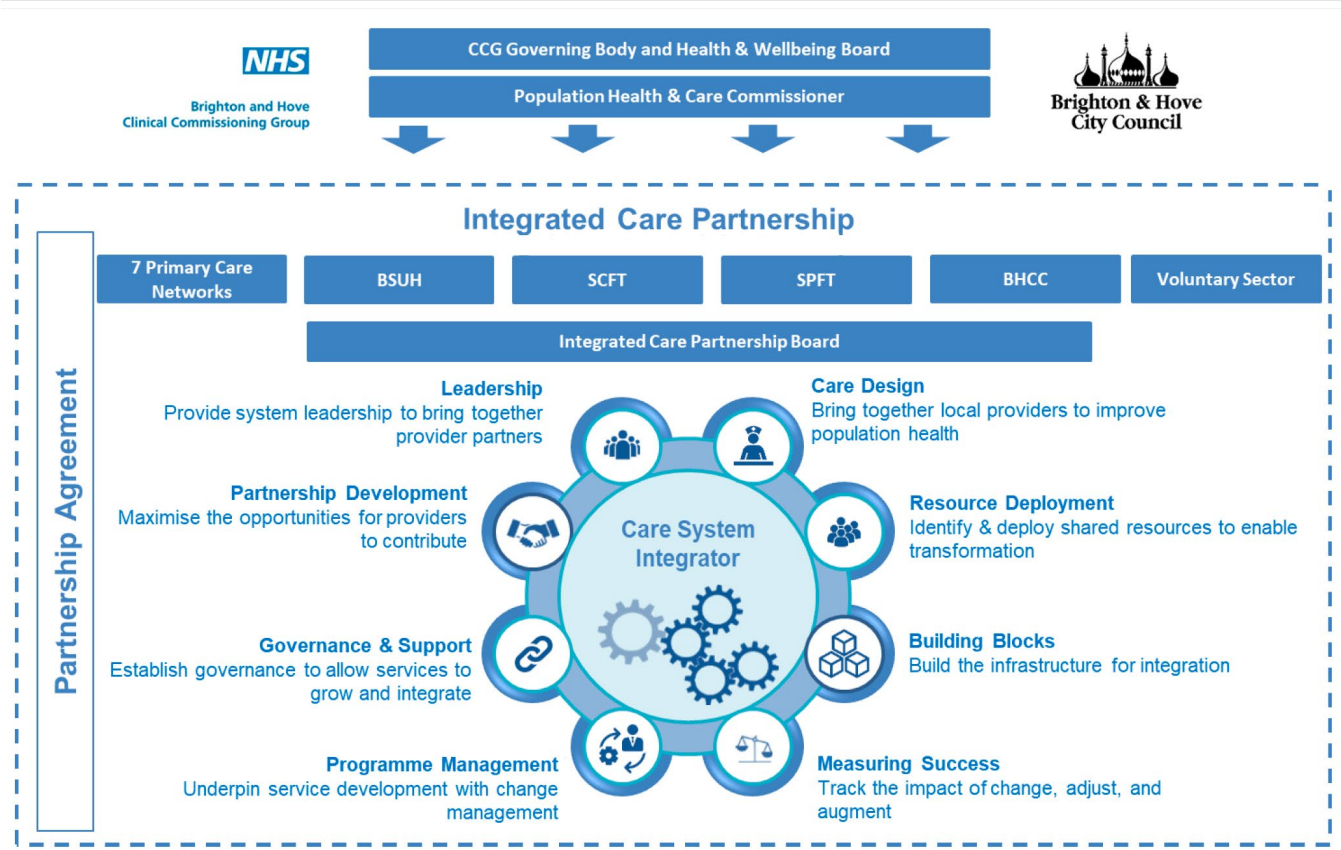 NHS
Brighton and Hove
Clinical Commissioning Group
CCG Governing Body and Health & Wellbeing Board
Population Health & Care Commissioner
Brighton & Hove
City Council
Integrated Care Partnership
Partnership Agreement
7 Primary Care
Networks
BSUH
SCFT
SPFT
BHCC
Voluntary Sector
Integrated Care Partnership Board
Leadership
Provide system leadership to bring together
provider partners
Care Design
Bring together local providers to improve
population health
Partnership Development
Maximise the opportunities for providers
to contribute
Resource Deployment
Identify & deploy shared resources to enable
transformation
Care System
Integrator
Governance & Support
Establish governance to allow services to
grow and integrate
Building Blocks
Build the infrastructure for integration
Programme Management
Underpin service development with change
management
Measuring Success
Track the impact of change, adjust, and
augment